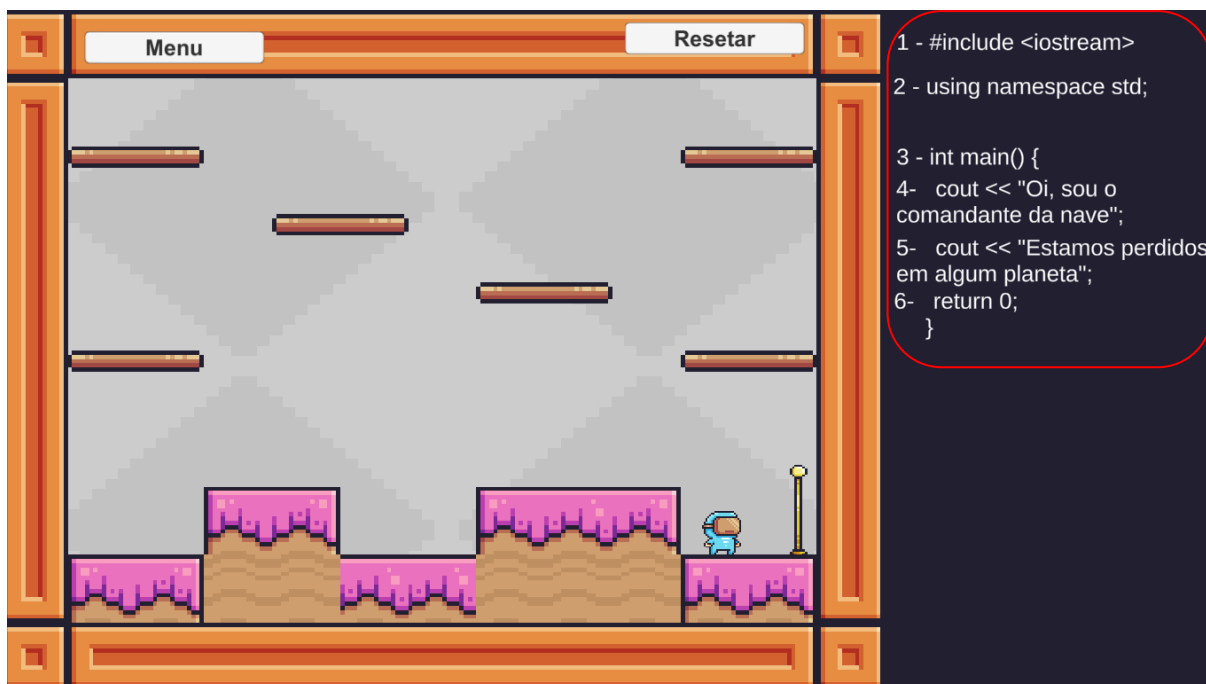 Menu
Resetar
1 - #include <iostream>
2 - using namespace std;
3 - int main() {
4-   cout << "Oi, sou o
comandante da nave";
5-   cout << "Estamos perdidos
em algum planeta";
6-   return 0;
}